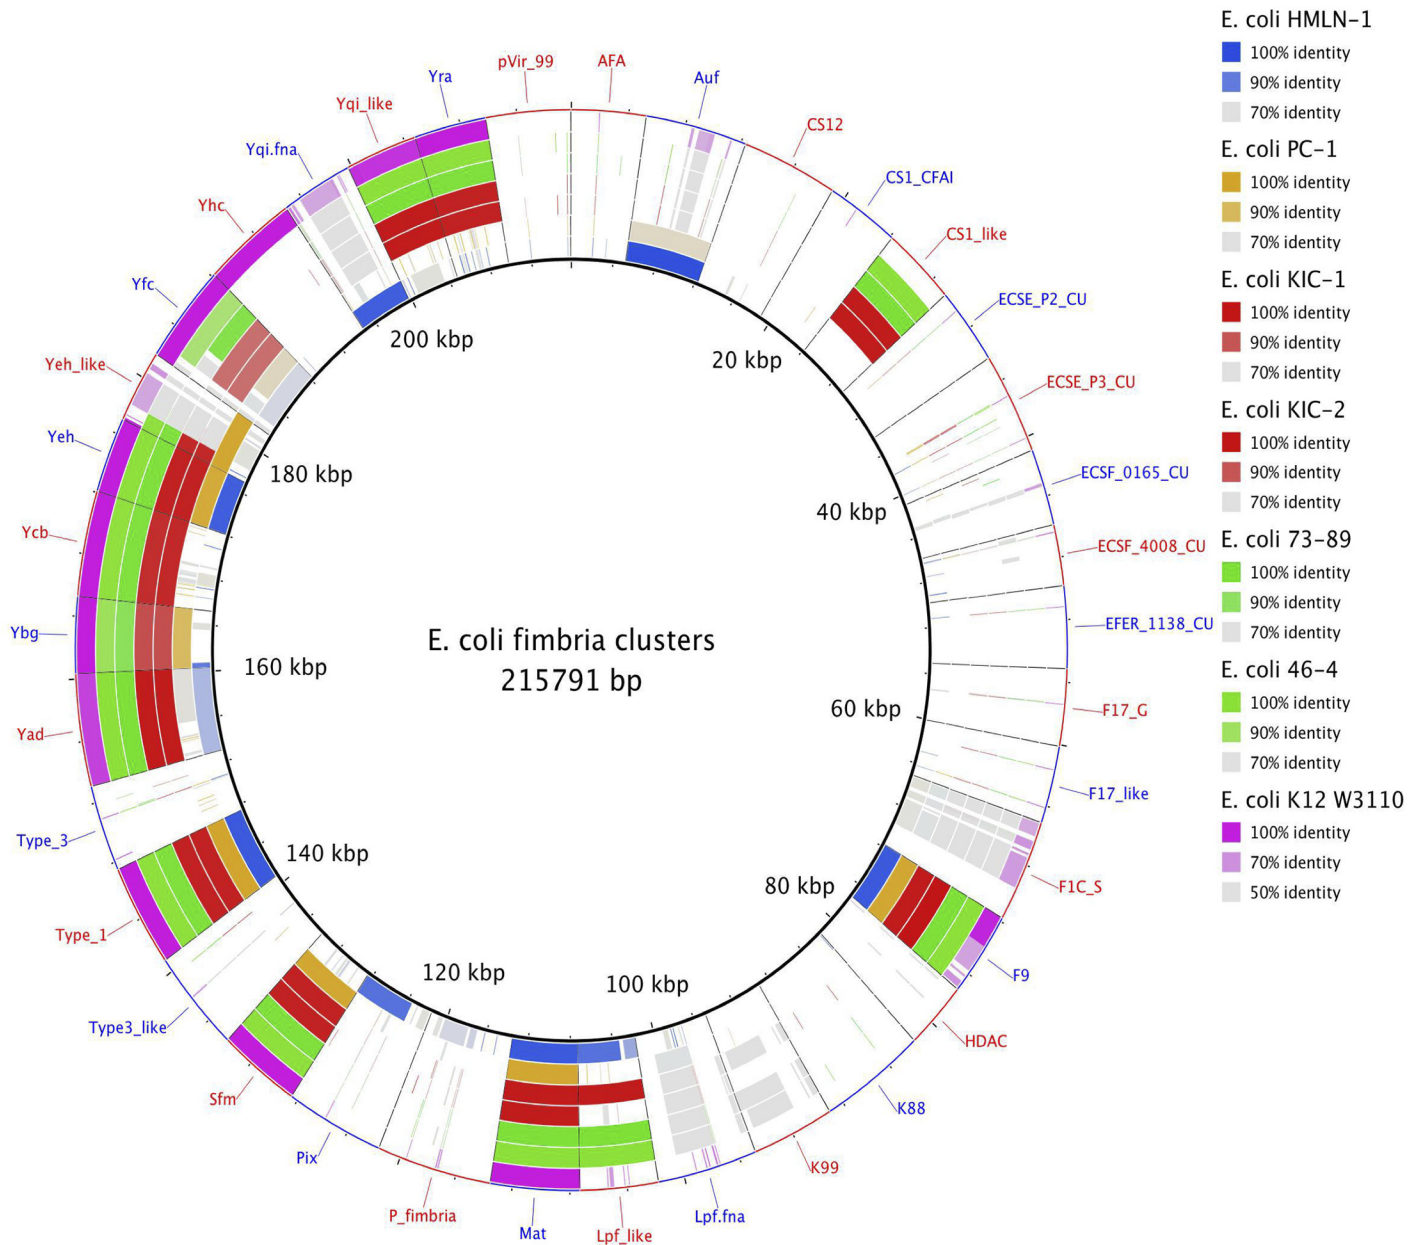 E. coli HMLN-1
100% identity
90% identity
70% identity
E. coli PC-1
100% identity
90% identity
70% identity
E. coli KIC-1
100% identity
90% identity
70% identity
E. coli KIC-2
100% identity
90% identity
70% identity
E. coli 73-89
100% identity
90% identity
70% identity
E. coli 46-4
100% identity
90% identity
70% identity
E. coli K12 W3110
100% identity
70% identity
50% identity
pVir_99
AFA
Auf
CS12
CS1_CFAI
CS1_like
ECSE_P2_CU
ECSE_P3_CU
ECSF_0165_CU
ECSF_4008_CU
EFER_1138_CU
F17_G
F17_like
F1C_S
F9
HDAC
K88
K99
Lpf.fna
Lpf_like
Mat
P_fimbria
Pix
Sfm
Type3_like
Type_1
Type_3
Yad
Ybg
Ycb
Yeh
Yeh_like
Yfc
Yhc
Yqi.fna
Yqi_like
Yra
20 kbp
40 kbp
60 kbp
80 kbp
100 kbp
120 kbp
140 kbp
160 kbp
180 kbp
200 kbp
E. coli fimbria clusters
215791 bp